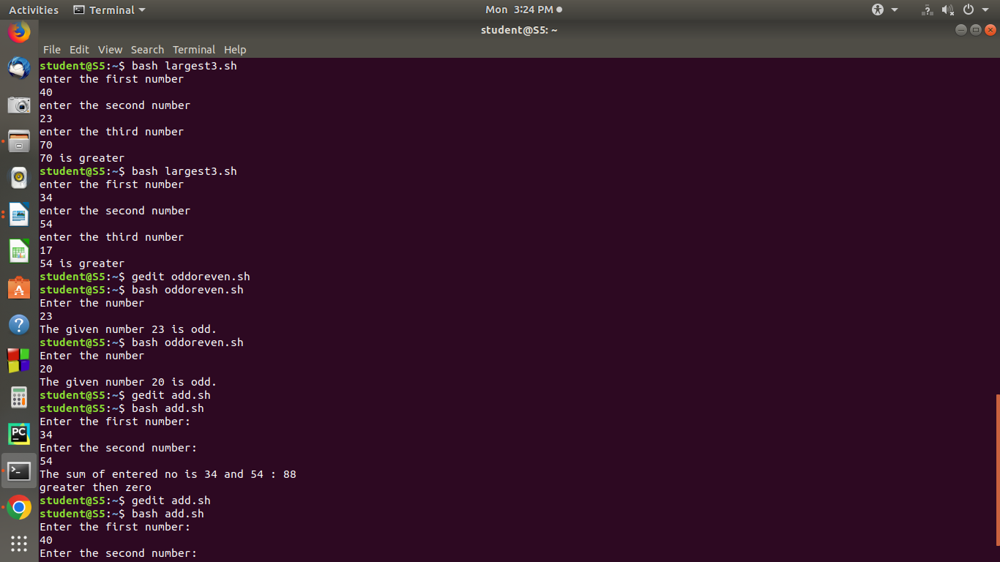 Activities Terminal Mon 3:24 PM
student@S5: ~
File Edit View Search Terminal Help
student@S5:~$ bash largest3.sh
enter the first number
40
enter the second number
23
enter the third number
70
70 is greater
student@S5:~$ bash largest3.sh
enter the first number
34
enter the second number
54
enter the third number
17
54 is greater
student@S5:~$ gedit oddoreven.sh
student@S5:~$ bash oddoreven.sh
Enter the number
23
The given number 23 is odd.
student@S5:~$ bash oddoreven.sh
Enter the number
20
The given number 20 is odd.
student@S5:~$ gedit add.sh
student@S5:~$ bash add.sh
Enter the first number:
34
Enter the second number:
54
The sum of entered no is 34 and 54 : 88
greater then zero
student@S5:~$ gedit add.sh
student@S5:~$ bash add.sh
Enter the first number:
40
Enter the second number:
PC